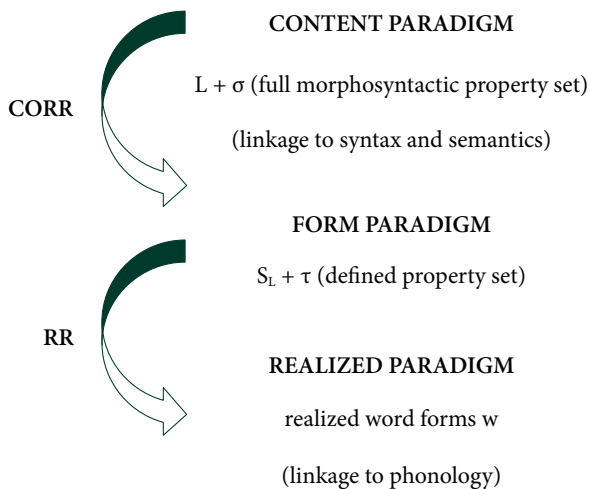 CONTENT PARADIGM
L + σ (full morphosyntactic property set)
CORR
(linkage to syntax and semantics)
FORM PARADIGM
S_L + τ (defined property set)
RR
REALIZED PARADIGM
realized word forms w
(linkage to phonology)